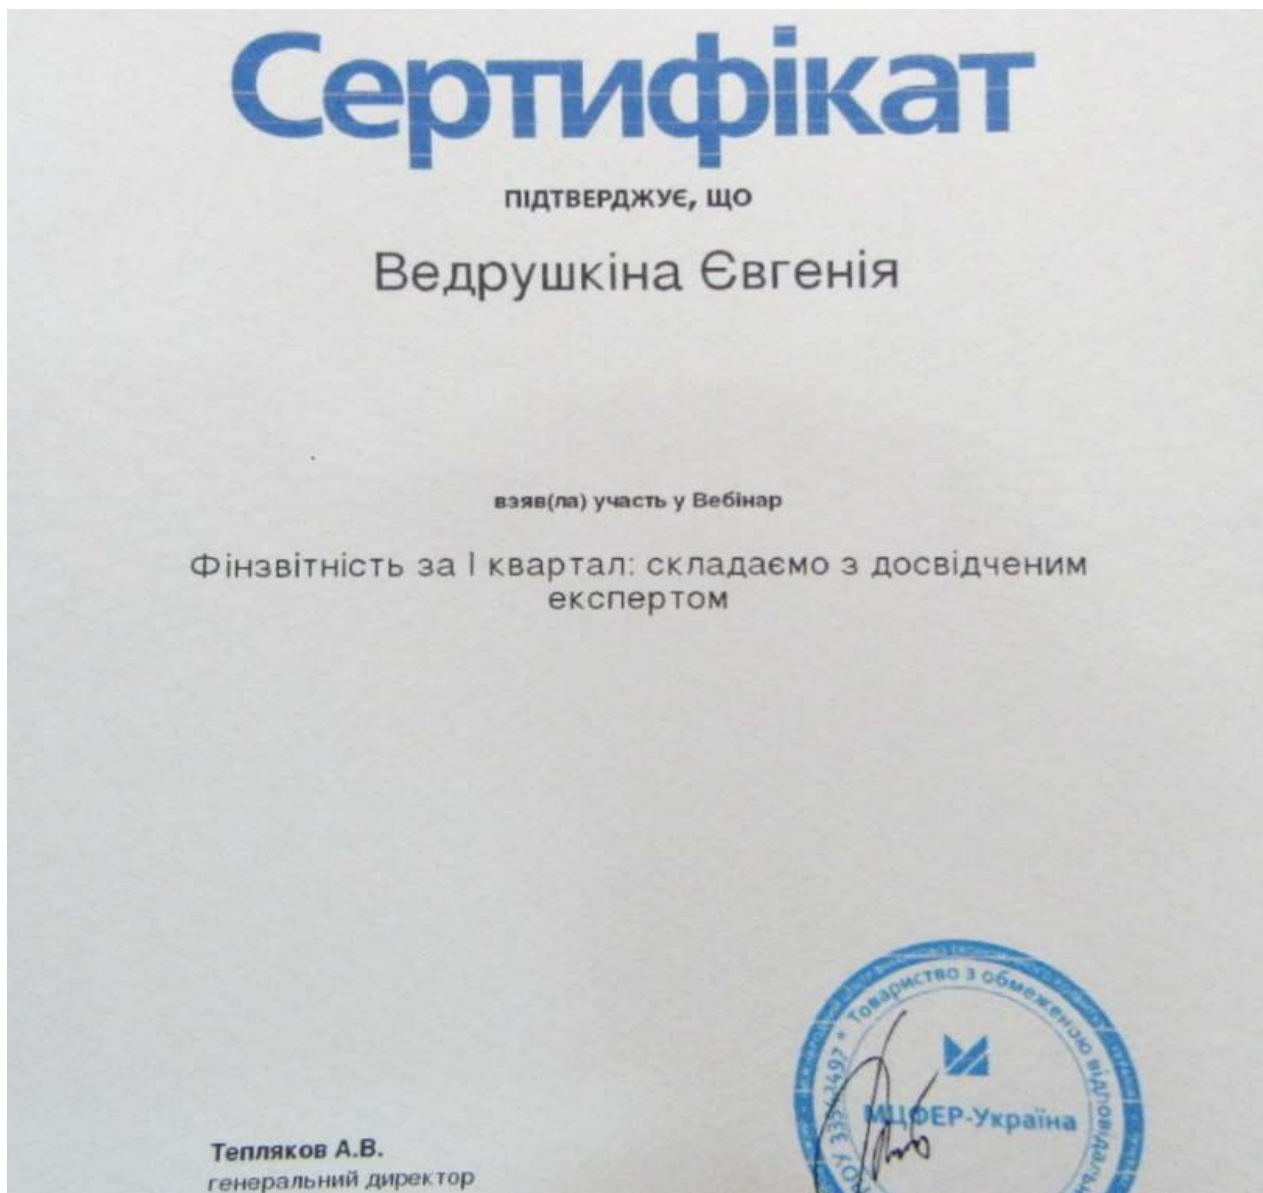 Сертифікат
ПІДТВЕРДЖУЄ, ЩО
Ведрушкіна Євгенія
взяв(ла) участь у Вебінар
Фінзвітність за І квартал: складаємо з досвідченим
експертом
Товариство з обмеженою
МЦФЕР-Україна
Тепляков А.В.
генеральний директор